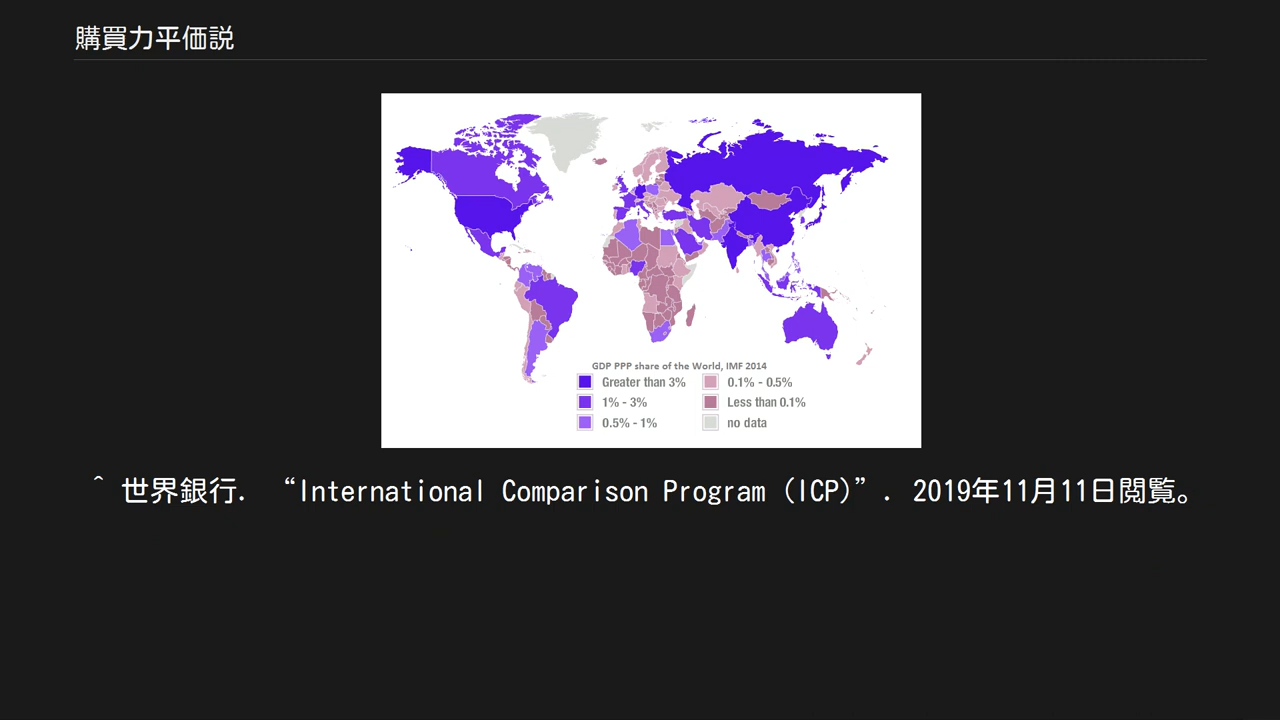 購買力平価説
GDP PPP share of the World, IMF 2014
Greater than 3%
0.1% - 0.5%
1% - 3%
Less than 0.1%
0.5% - 1%
no data
^ 世界銀行. “International Comparison Program (ICP)”. 2019年11月11日閲覧。